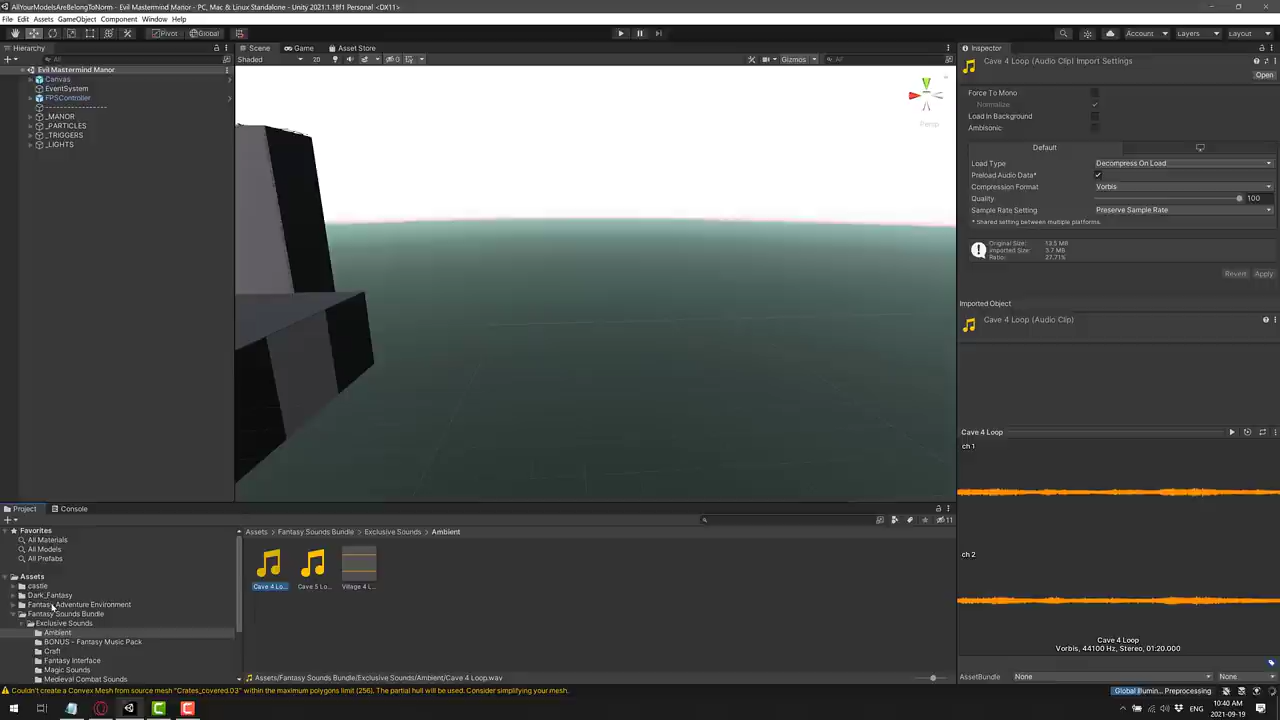 AllYourModelsAreBelongToNorm - Evil Mastermind Manor - PC, Mac & Linux Standalone - Unity 2021.1.18f1 Personal <DX11>
File Edit Assets GameObject Component Window Help
Pivot Global
Account Layers Layout
Hierarchy
Scene Game Asset Store
Inspector
All
Shaded 2D 0 Gizmos All
Evil Mastermind Manor
Canvas
EventSystem
FPSController
--------------------
_MANOR
_PARTICLES
_TRIGGERS
_LIGHTS
Persp
Cave 4 Loop (Audio Clip) Import Settings
Open
Force To Mono
Normalize
Load In Background
Ambisonic
Default
Load Type Decompress On Load
Preload Audio Data*
Compression Format Vorbis
Quality 100
Sample Rate Setting Preserve Sample Rate
* Shared setting between multiple platforms.
Original Size: 13.5 MB
Imported Size: 3.7 MB
Ratio: 27.71%
Revert Apply
Imported Object
Cave 4 Loop (Audio Clip)
Cave 4 Loop
ch 1
ch 2
Cave 4 Loop
Vorbis, 44100 Hz, Stereo, 01:20.000
AssetBundle None None
Project Console
11
Favorites
All Materials
All Models
All Prefabs
Assets
castle
Dark_Fantasy
Fantasy Adventure Environment
Fantasy Sounds Bundle
Exclusive Sounds
Ambient
BONUS - Fantasy Music Pack
Craft
Fantasy Interface
Magic Sounds
Medieval Combat Sounds
Assets Fantasy Sounds Bundle Exclusive Sounds Ambient
Cave 4 Lo... Cave 5 Lo... Village 4 L...
Assets/Fantasy Sounds Bundle/Exclusive Sounds/Ambient/Cave 4 Loop.wav
Couldn't create a Convex Mesh from source mesh "Crates_covered.03" within the maximum polygons limit (256). The partial hull will be used. Consider simplifying your mesh.
Global Illumin... Preprocessing
ENG
10:40 AM
2021-09-19